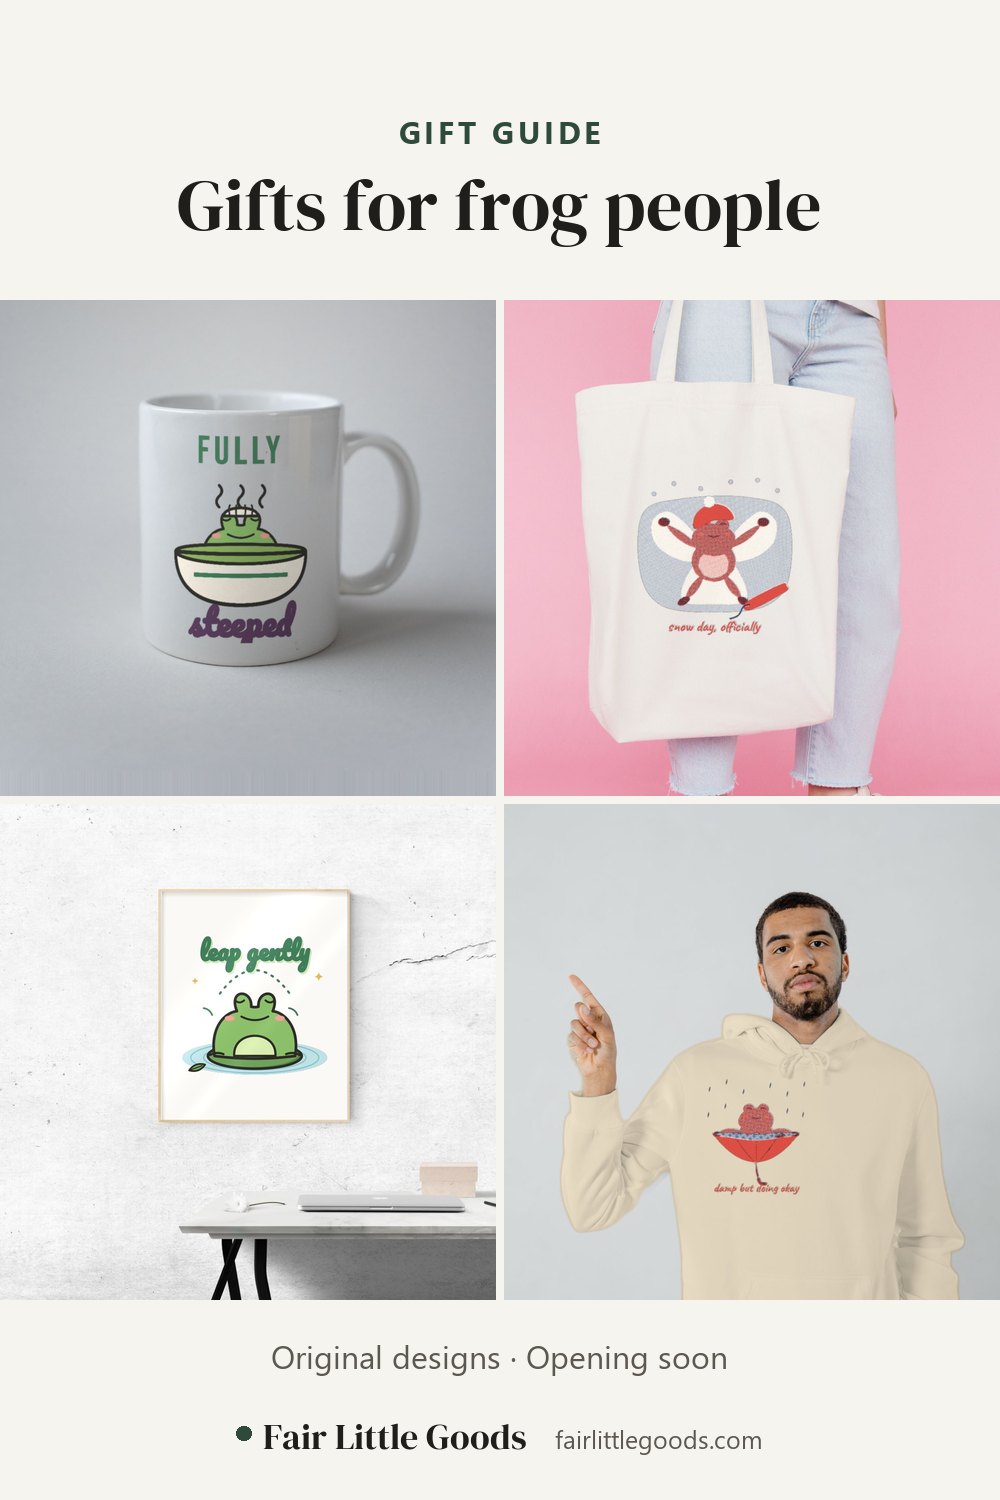 GIFT GUIDE
Gifts for frog people
FULLY
steeped
snow day, officially
leap gently
damp but doing okay
Original designs · Opening soon
Fair Little Goods
fairlittlegoods.com